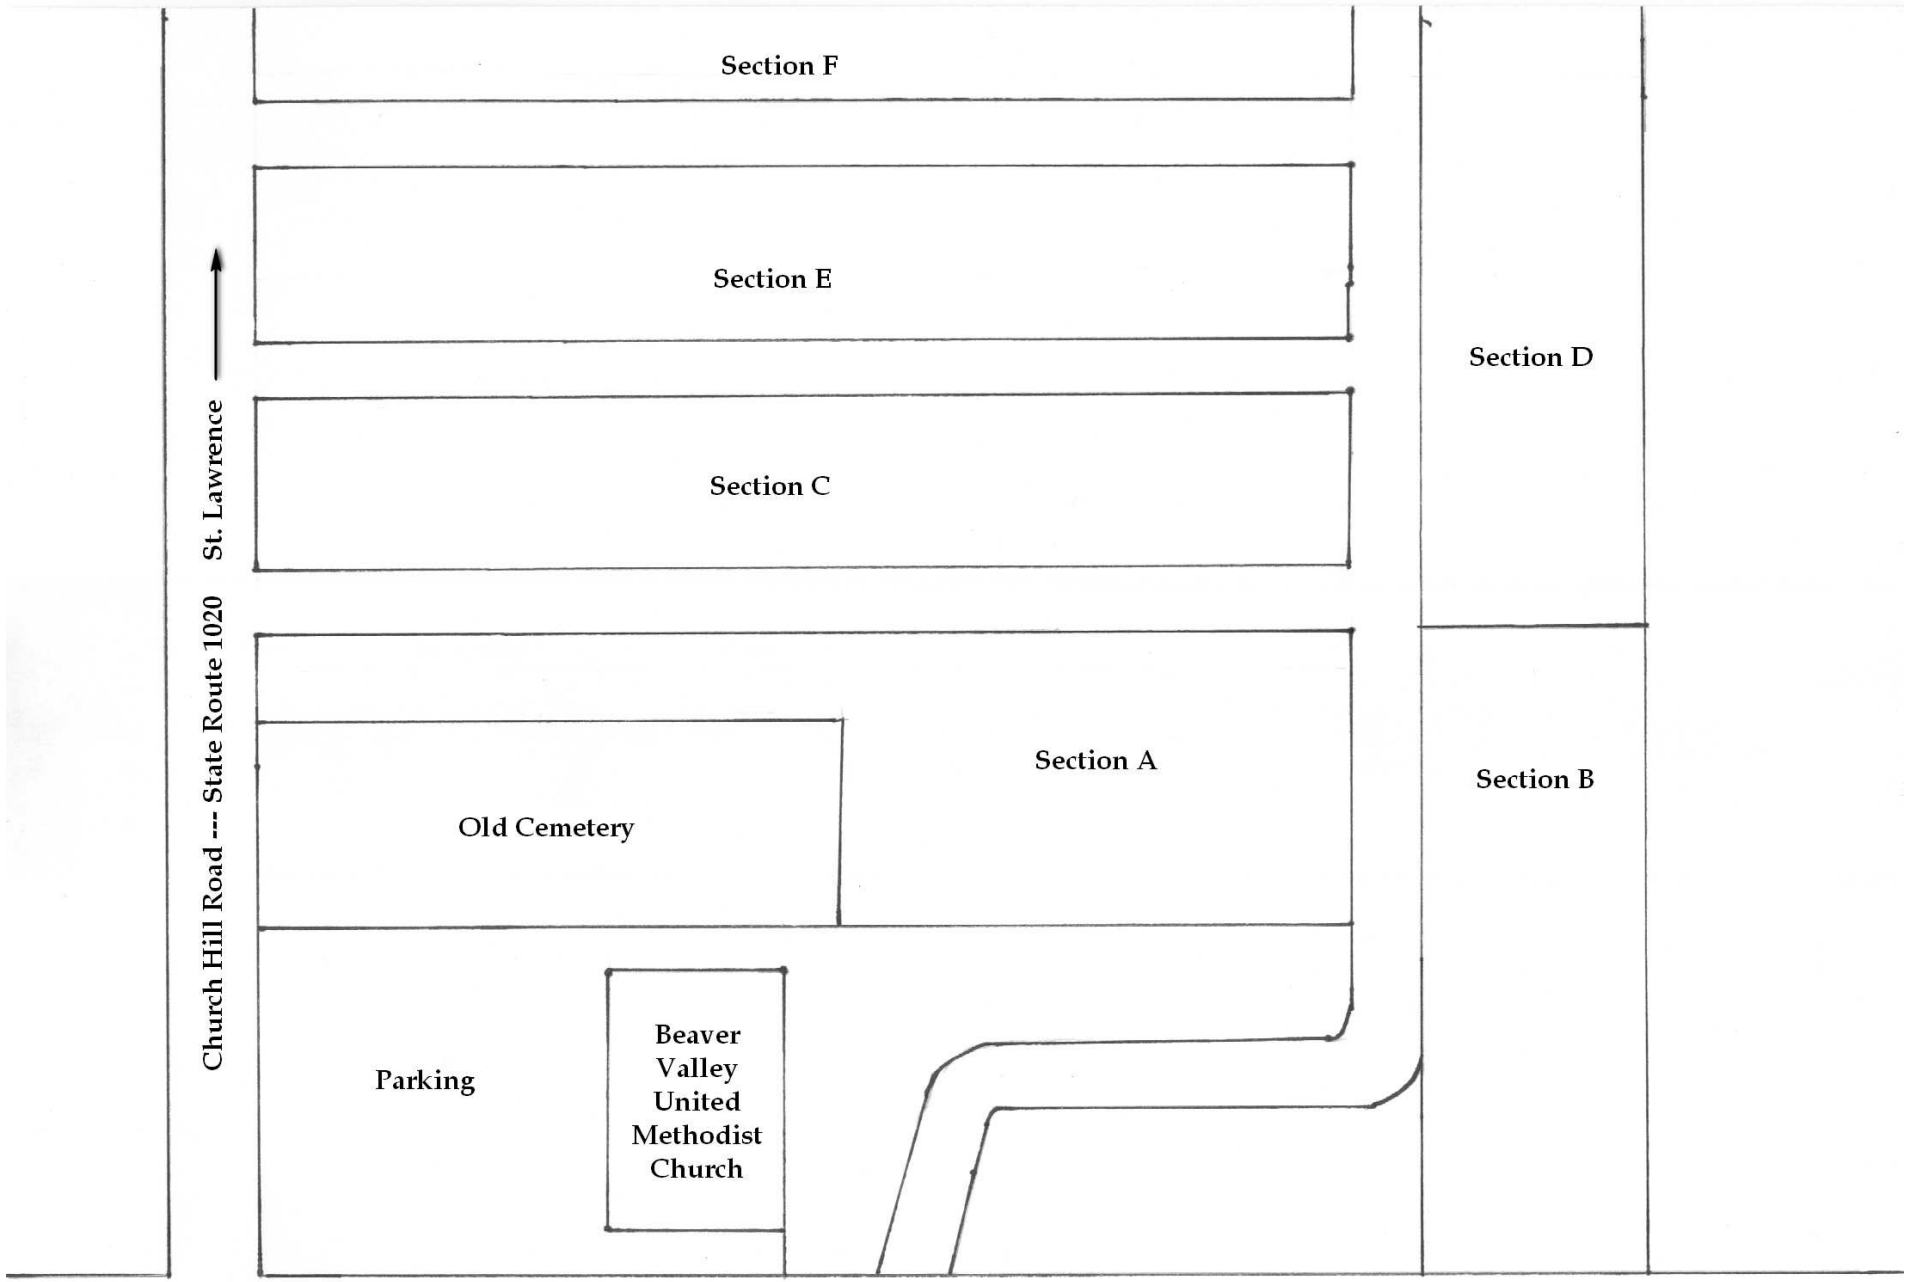 Section F
Section E
Section D
Section C
Church Hill Road --- State Route 1020 St. Lawrence
Section A
Section B
Old Cemetery
Parking
Beaver
Valley
United
Methodist
Church